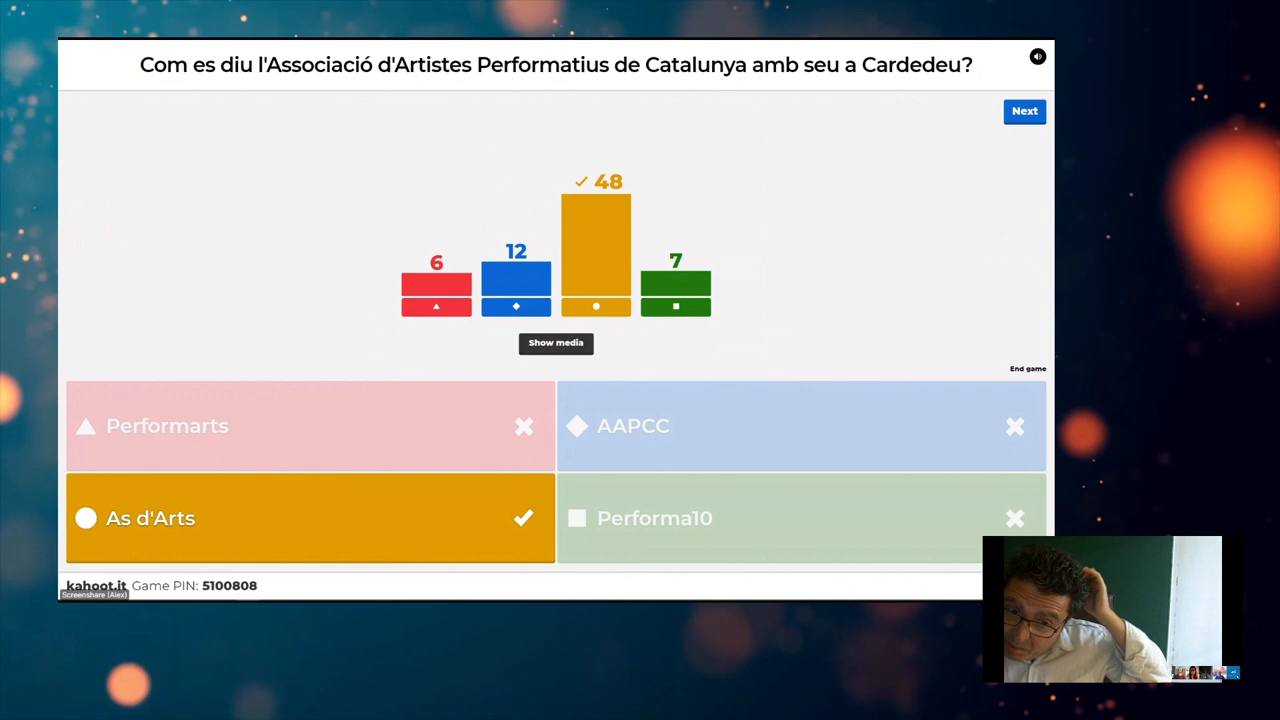 Com es diu l'Associació d'Artistes Performatius de Catalunya amb seu a Cardedeu?
Next
48
12
6
7
Show media
End game
Performarts
AAPCC
As d'Arts
Performa10
kahoot.it Game PIN: 5100808
Screenshare (Alex)